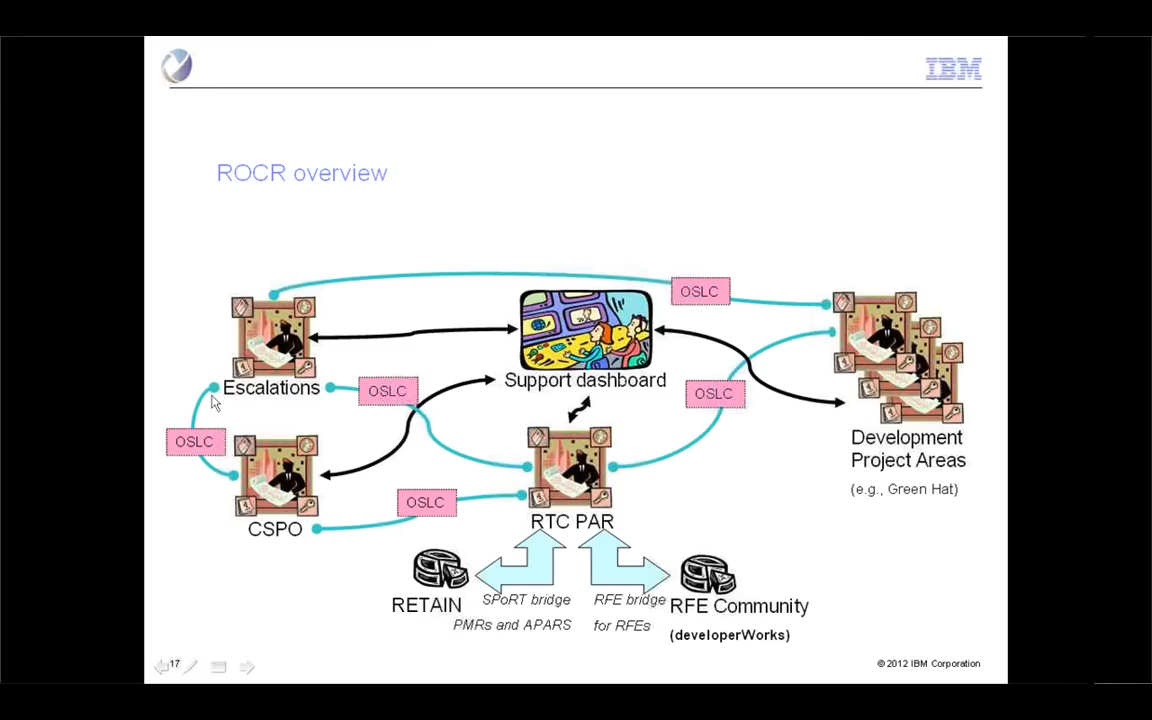 IBM
ROCR overview
OSLC
Escalations
OSLC
Support dashboard
OSLC
OSLC
CSPO
OSLC
RTC PAR
Development
Project Areas
(e.g., Green Hat)
RETAIN
SPoRT bridge
PMRs and APARS
RFE bridge
for RFEs
RFE Community
(developerWorks)
17
© 2012 IBM Corporation